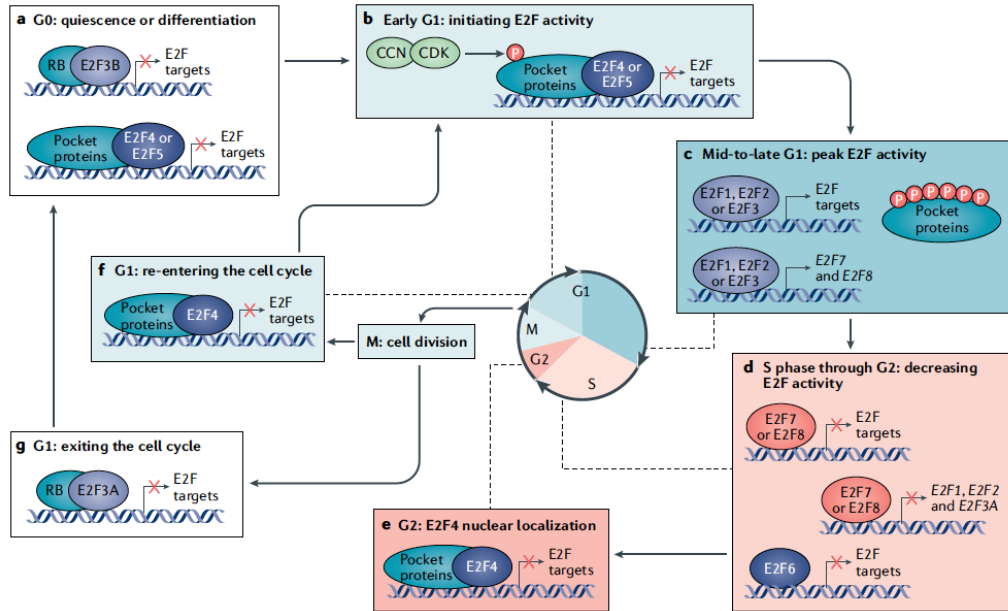 a G0: quiescence or differentiation
RB
E2F3B
E2F
targets
Pocket
proteins
E2F4 or
E2F5
E2F
targets
b Early G1: initiating E2F activity
CCN
CDK
P
Pocket
proteins
E2F4 or
E2F5
E2F
targets
c Mid-to-late G1: peak E2F activity
E2F1, E2F2
or E2F3
E2F
targets
P P P P P P
Pocket
proteins
E2F1, E2F2
or E2F3
E2F7
and E2F8
f G1: re-entering the cell cycle
Pocket
proteins
E2F4
E2F
targets
M: cell division
G1
M
G2
S
d S phase through G2: decreasing
E2F activity
E2F7
or E2F8
E2F
targets
E2F7
or E2F8
E2F1, E2F2
and E2F3A
E2F6
E2F
targets
g G1: exiting the cell cycle
RB
E2F3A
E2F
targets
e G2: E2F4 nuclear localization
Pocket
proteins
E2F4
E2F
targets